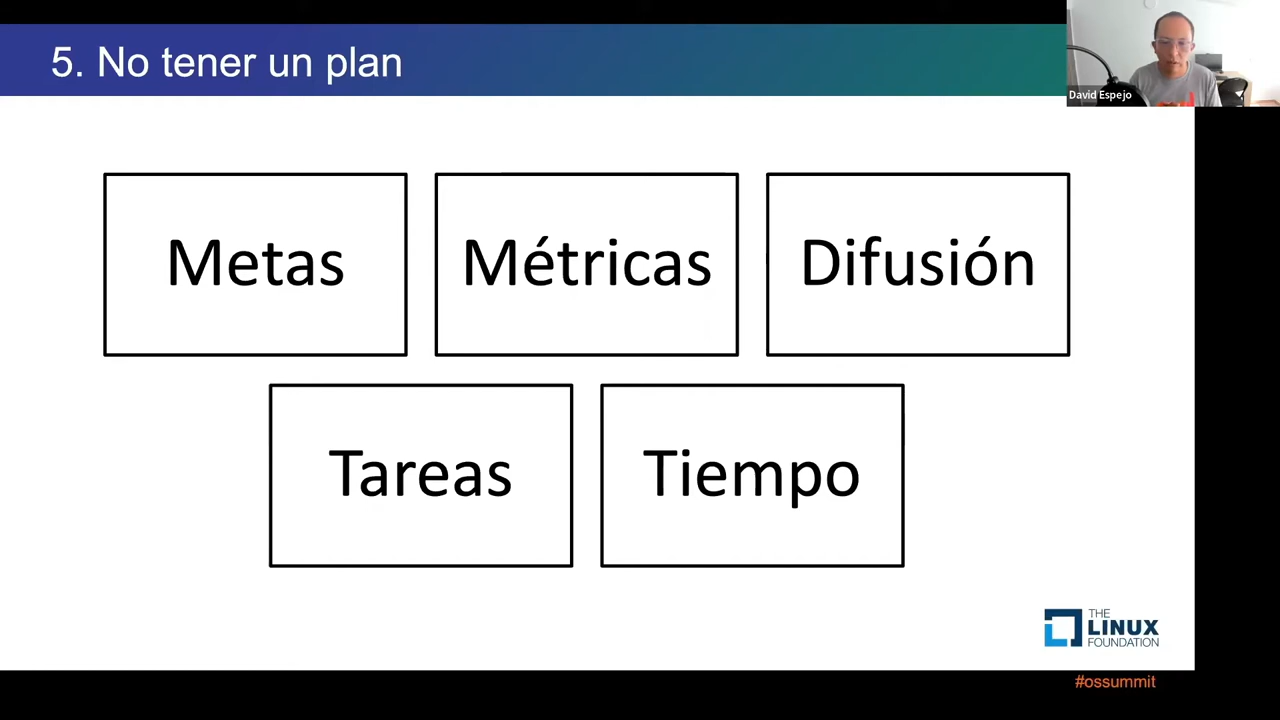 5. No tener un plan
David Espejo
Metas
Métricas
Difusión
Tareas
Tiempo
THE
LINUX
FOUNDATION
#ossummit